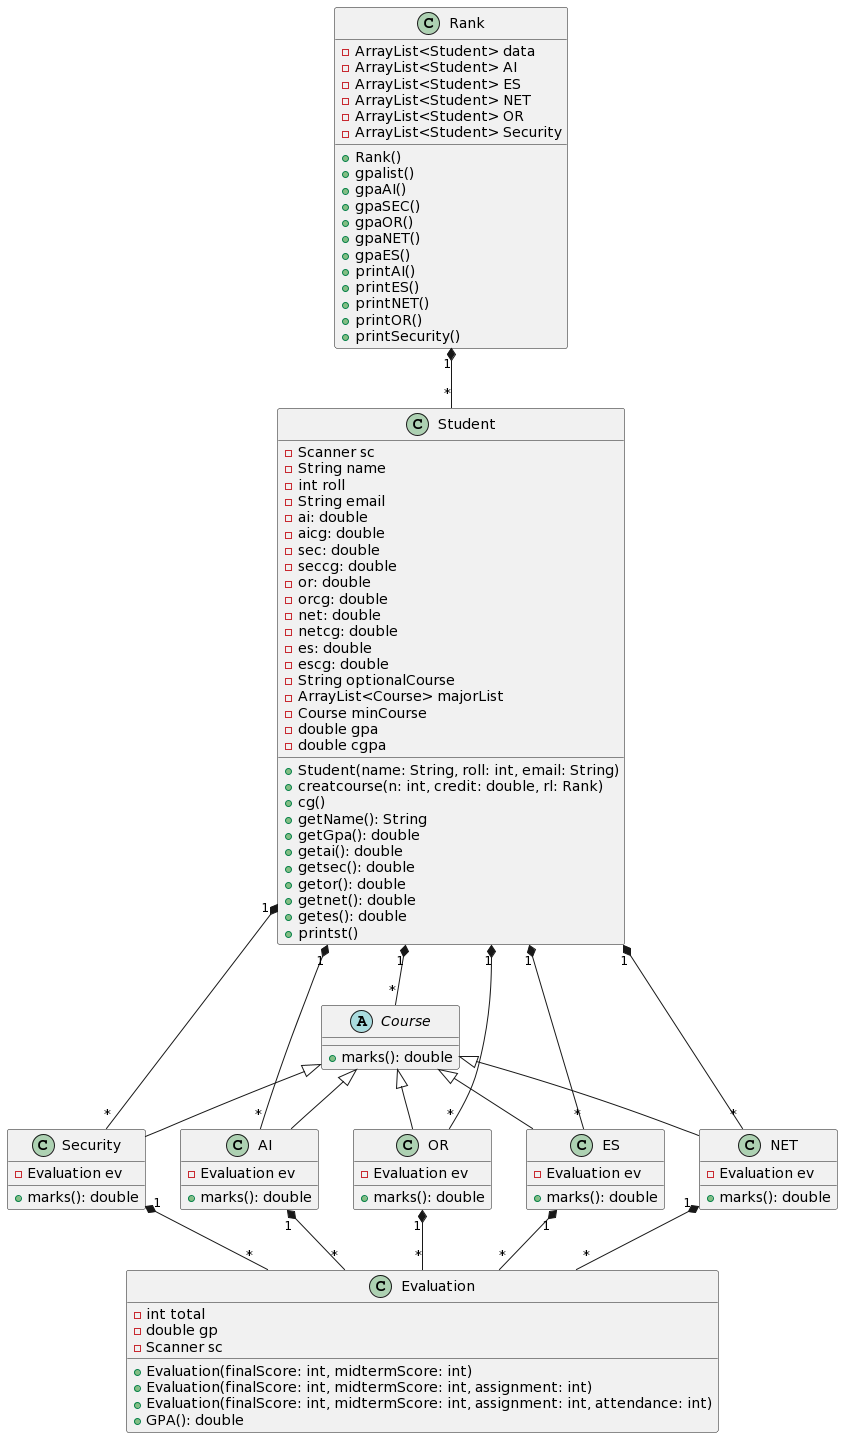 C Rank
ArrayList<Student> data
ArrayList<Student> AI
ArrayList<Student> ES
ArrayList<Student> NET
ArrayList<Student> OR
ArrayList<Student> Security
Rank()
gpalist()
gpaAI()
gpaSEC()
gpaOR()
gpaNET()
gpaES()
printAI()
printES()
printNET()
printOR()
printSecurity()
1
*
C Student
Scanner sc
String name
int roll
String email
ai: double
aicg: double
sec: double
seccg: double
or: double
orcg: double
net: double
netcg: double
es: double
escg: double
String optionalCourse
ArrayList<Course> majorList
Course minCourse
double gpa
double cgpa
Student(name: String, roll: int, email: String)
creatcourse(n: int, credit: double, rl: Rank)
cg()
getName(): String
getGpa(): double
getai(): double
getsec(): double
getor(): double
getnet(): double
getes(): double
printst()
1
1 1 1 1 1
*
A Course
marks(): double
* * * * *
C Security
Evaluation ev
marks(): double
C AI
Evaluation ev
marks(): double
C OR
Evaluation ev
marks(): double
C ES
Evaluation ev
marks(): double
C NET
Evaluation ev
marks(): double
1 1 1 1 1
* * * * *
C Evaluation
int total
double gp
Scanner sc
Evaluation(finalScore: int, midtermScore: int)
Evaluation(finalScore: int, midtermScore: int, assignment: int)
Evaluation(finalScore: int, midtermScore: int, assignment: int, attendance: int)
GPA(): double